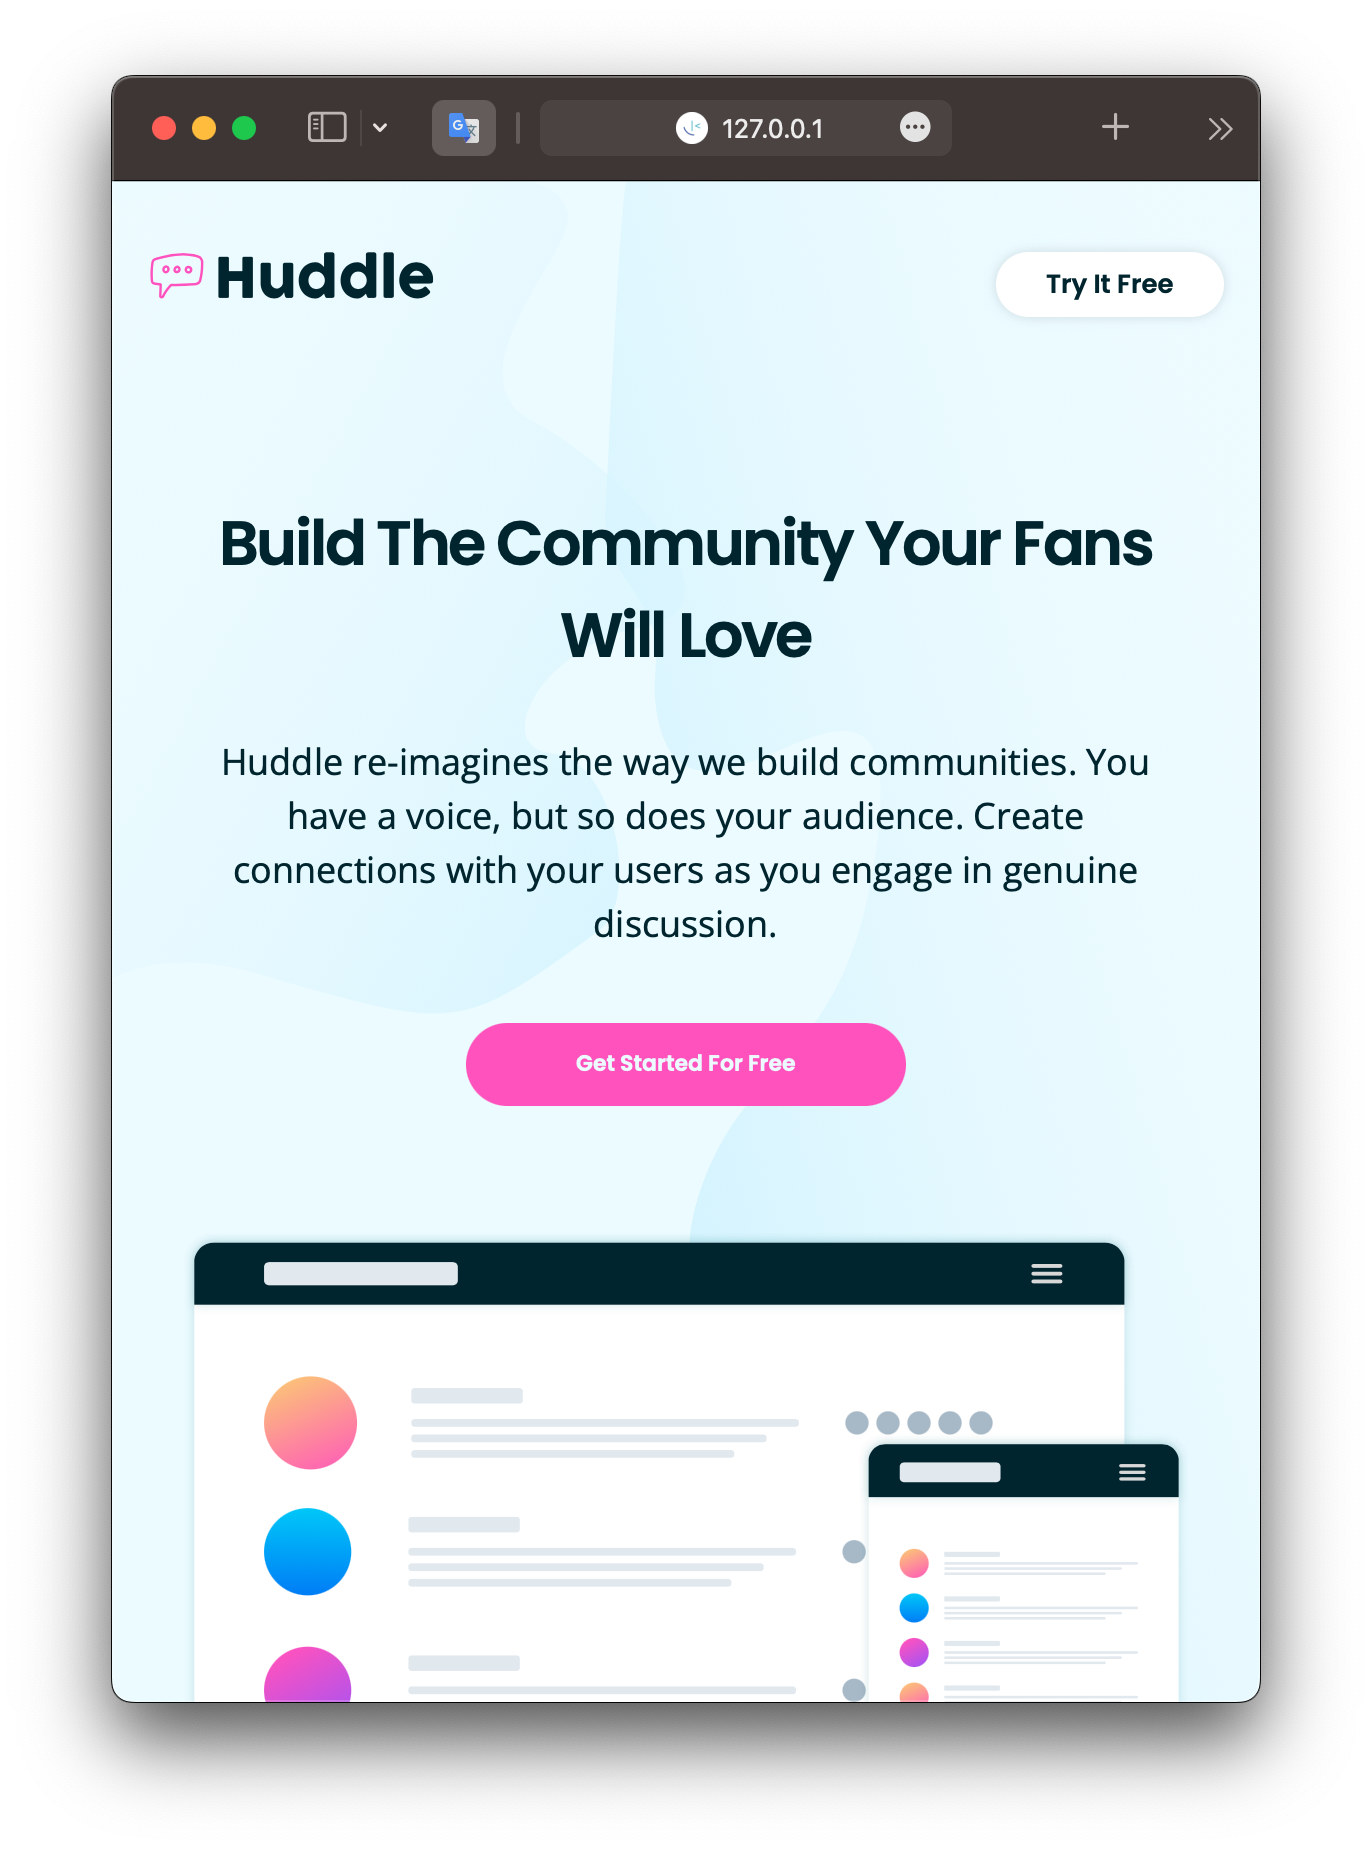 127.0.0.1
Huddle
Try It Free
Build The Community Your Fans
Will Love
Huddle re-imagines the way we build communities. You
have a voice, but so does your audience. Create
connections with your users as you engage in genuine
discussion.
Get Started For Free